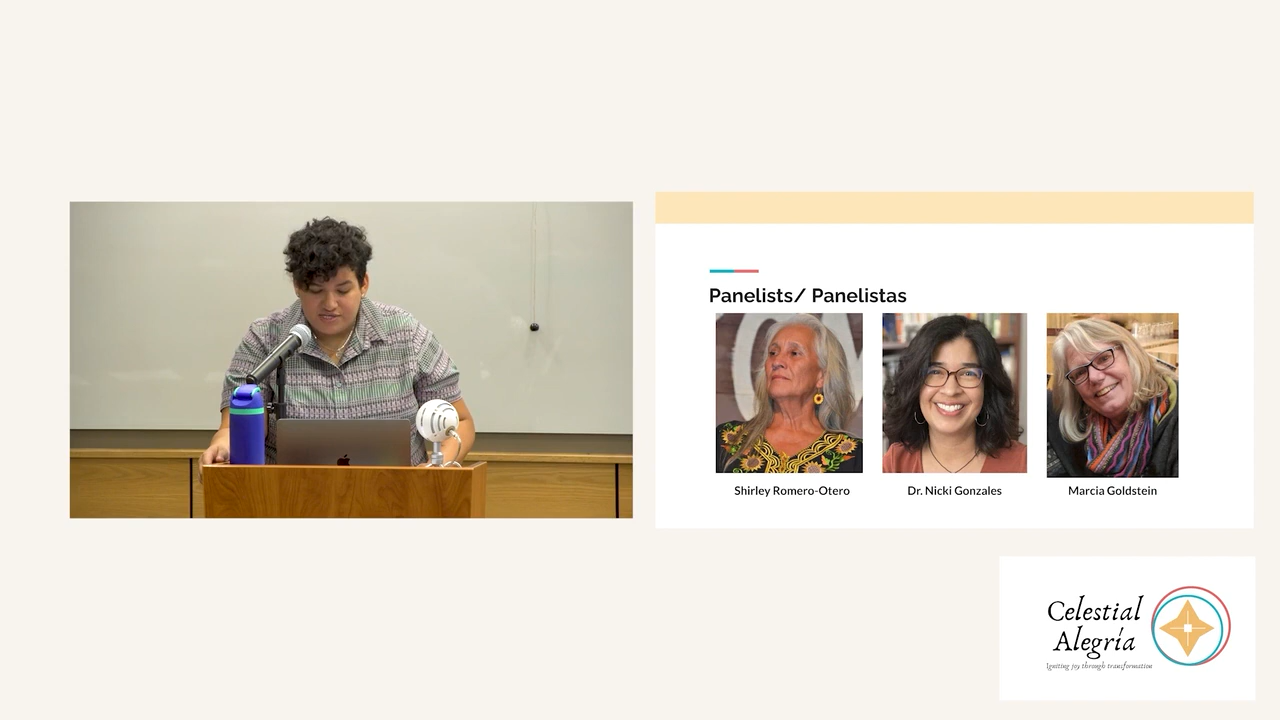 Panelists/ Panelistas
Shirley Romero-Otero
Dr. Nicki Gonzales
Marcia Goldstein
Celestial
Alegría
Igniting joy through transformation